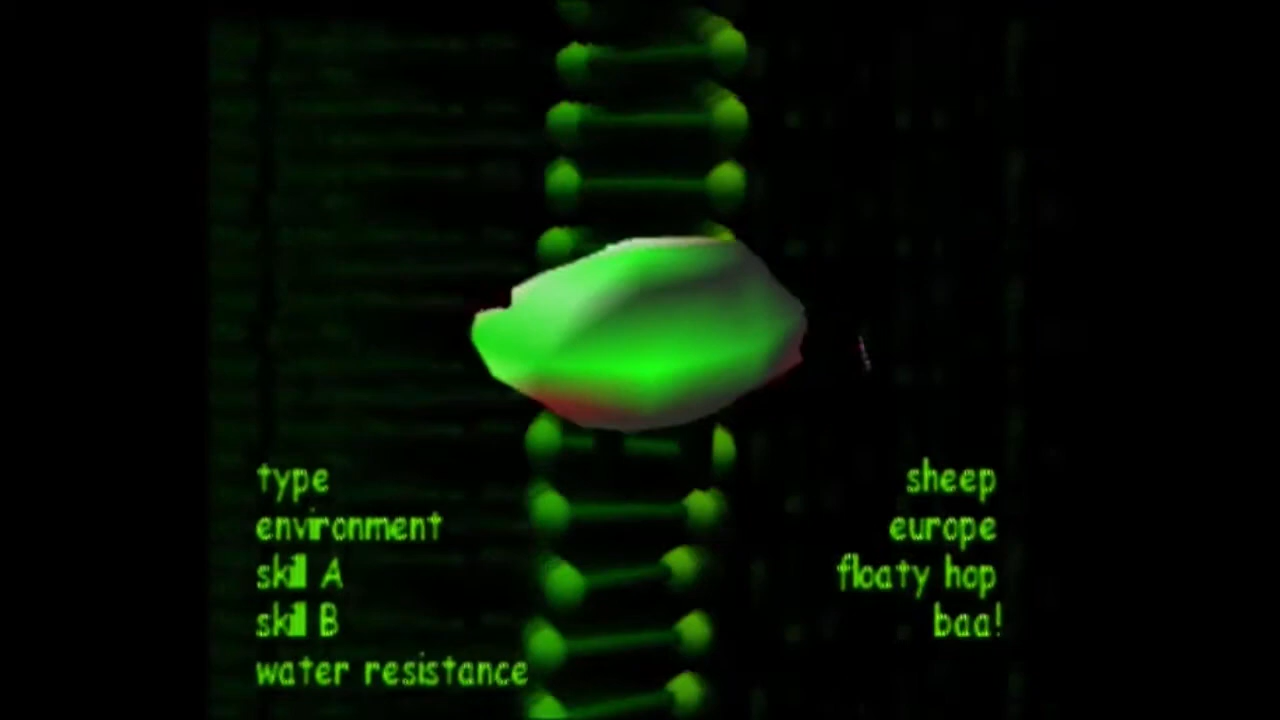 type sheep
environment europe
skill A floaty hop
skill B baa!
water resistance